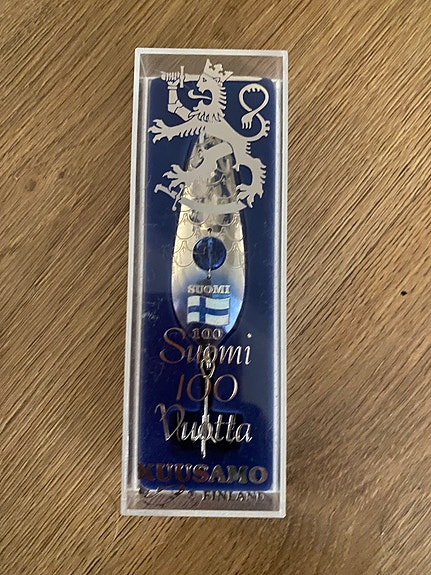 SUOMI
100
Suomi
100
Vuotta
KUUSAMO
FINLAND